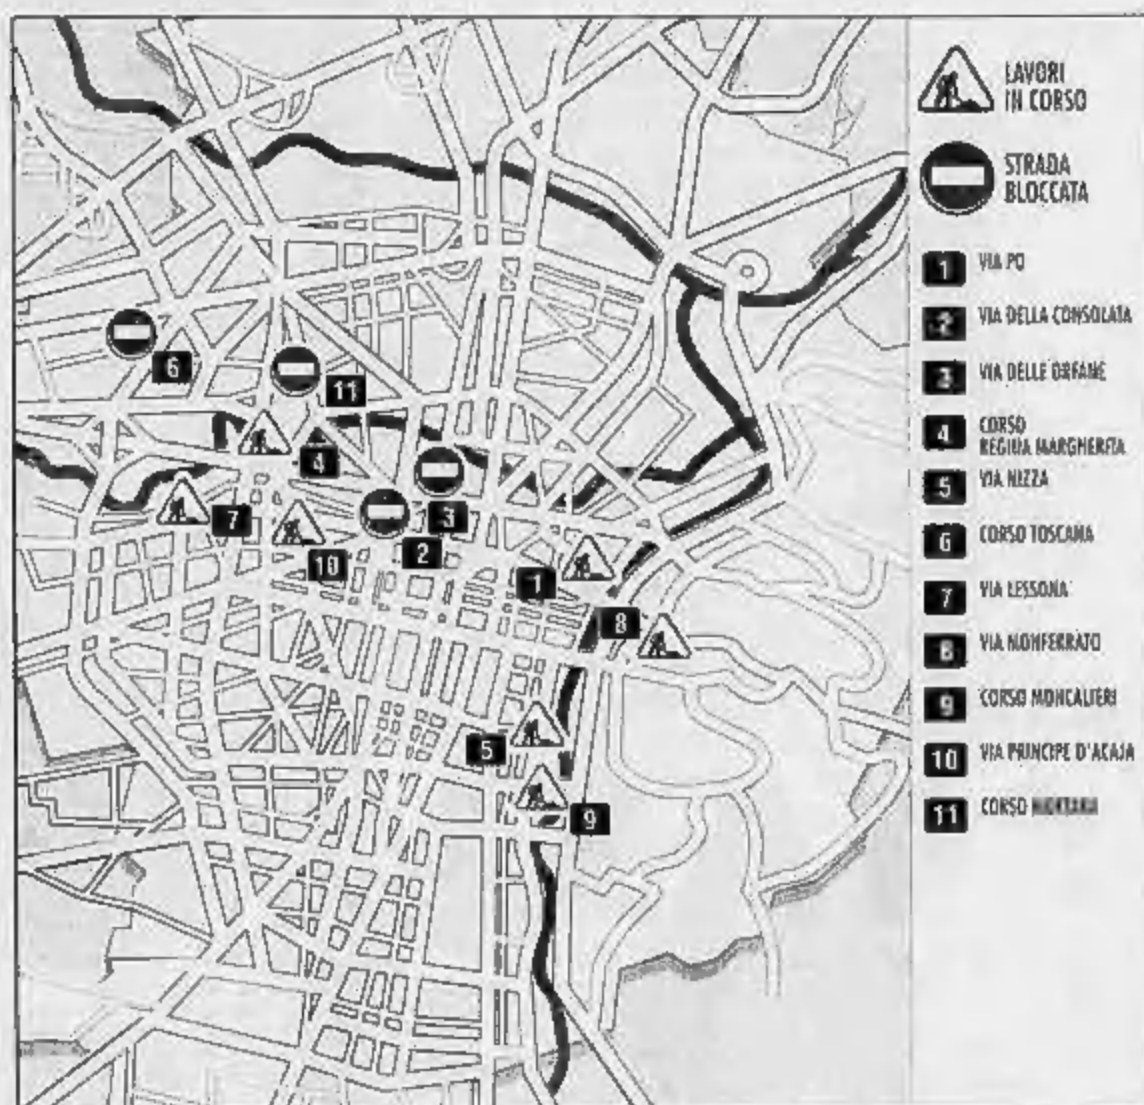 LAVORI
IN CORSO
STRADA
BLOCCATA
1 VIA PO
2 VIA DELLA CONSOLATA
3 VIA DELLE ORFANE
4 CORSO
REGINA MARGHERITA
5 VIA NIZZA
6 CORSO TOSCANA
7 VIA LESSONA
8 VIA MONFERRATO
9 CORSO MONCALIERI
10 VIA PRINCIPE D'ACAJA
11 CORSO MORTARA
6
11
4
7
3
10
2
1
8
5
9